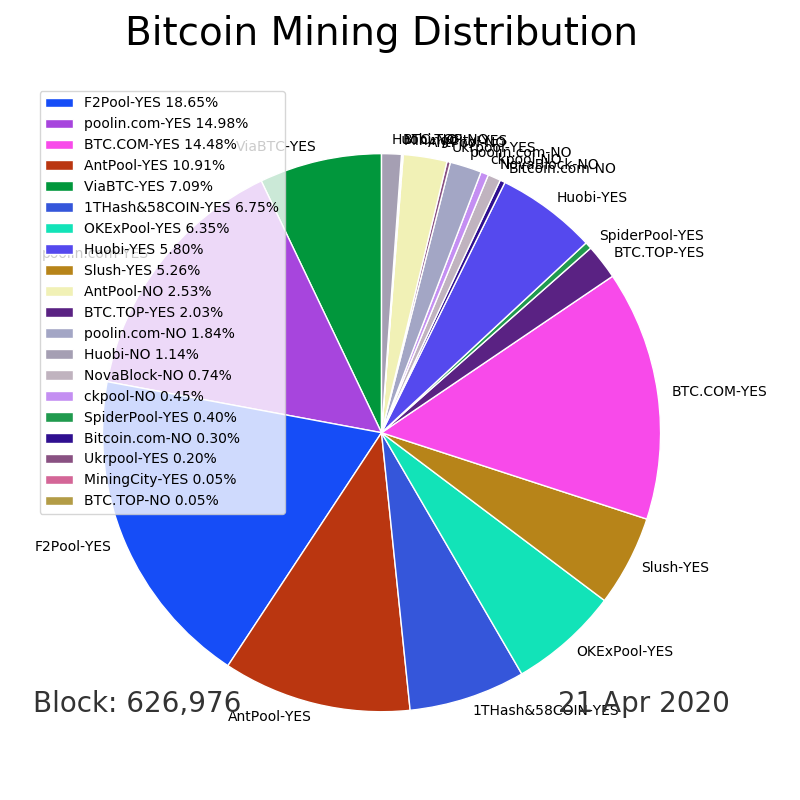 Bitcoin Mining Distribution
F2Pool-YES 18.65%
poolin.com-YES 14.98%
BTC.COM-YES 14.48%
AntPool-YES 10.91%
ViaBTC-YES 7.09%
1THash&58COIN-YES 6.75%
OKExPool-YES 6.35%
Huobi-YES 5.80%
Slush-YES 5.26%
AntPool-NO 2.53%
BTC.TOP-YES 2.03%
poolin.com-NO 1.84%
Huobi-NO 1.14%
NovaBlock-NO 0.74%
ckpool-NO 0.45%
SpiderPool-YES 0.40%
Bitcoin.com-NO 0.30%
Ukrpool-YES 0.20%
MiningCity-YES 0.05%
BTC.TOP-NO 0.05%
ViaBTC-YES
poolin.com-YES
F2Pool-YES
AntPool-YES
1THash&58COIN-YES
OKExPool-YES
Slush-YES
BTC.COM-YES
BTC.TOP-YES
SpiderPool-YES
Huobi-YES
Bitcoin.com-NO
NovaBlock-NO
ckpool-NO
poolin.com-NO
Ukrpool-YES
Block: 626,976
21 Apr 2020